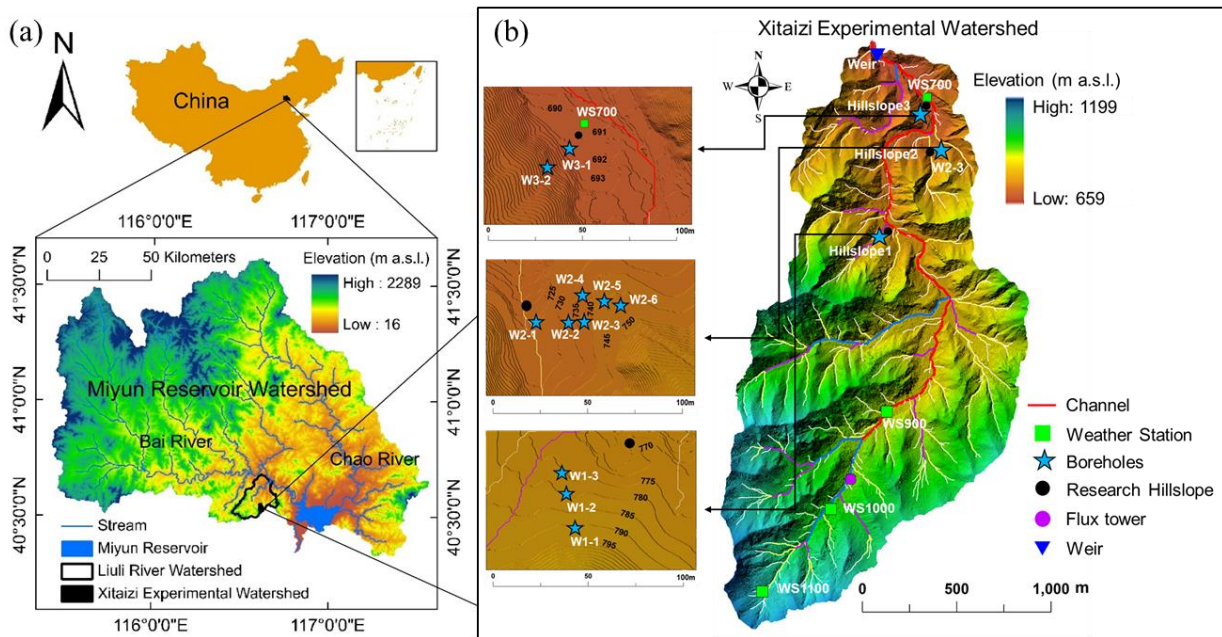 (a)
N
China
116°0'0"E
117°0'0"E
0 25 50 Kilometers
Elevation (m a.s.l.)
High : 2289
Low : 16
41°30'0"N
41°0'0"N
40°30'0"N
41°30'0"N
41°0'0"N
40°30'0"N
Miyun Reservoir Watershed
Bai River
Chao River
Stream
Miyun Reservoir
Liuli River Watershed
Xitaizi Experimental Watershed
116°0'0"E
117°0'0"E
(b)
Xitaizi Experimental Watershed
N
W E
S
Elevation (m a.s.l.)
High: 1199
Low: 659
690
WS700
691
W3-1
692
W3-2
693
0 50 100m
W2-4
725
W2-5
730
W2-6
735
740
750
W2-1
W2-2
W2-3
745
0 50 100m
770
W1-3
775
W1-2
780
785
W1-1
790
795
0 50 100m
Weir
WS700
Hillslope3
Hillslope2
W2-3
Hillslope1
WS900
WS1000
WS1100
Channel
Weather Station
Boreholes
Research Hillslope
Flux tower
Weir
0 500 1,000 m